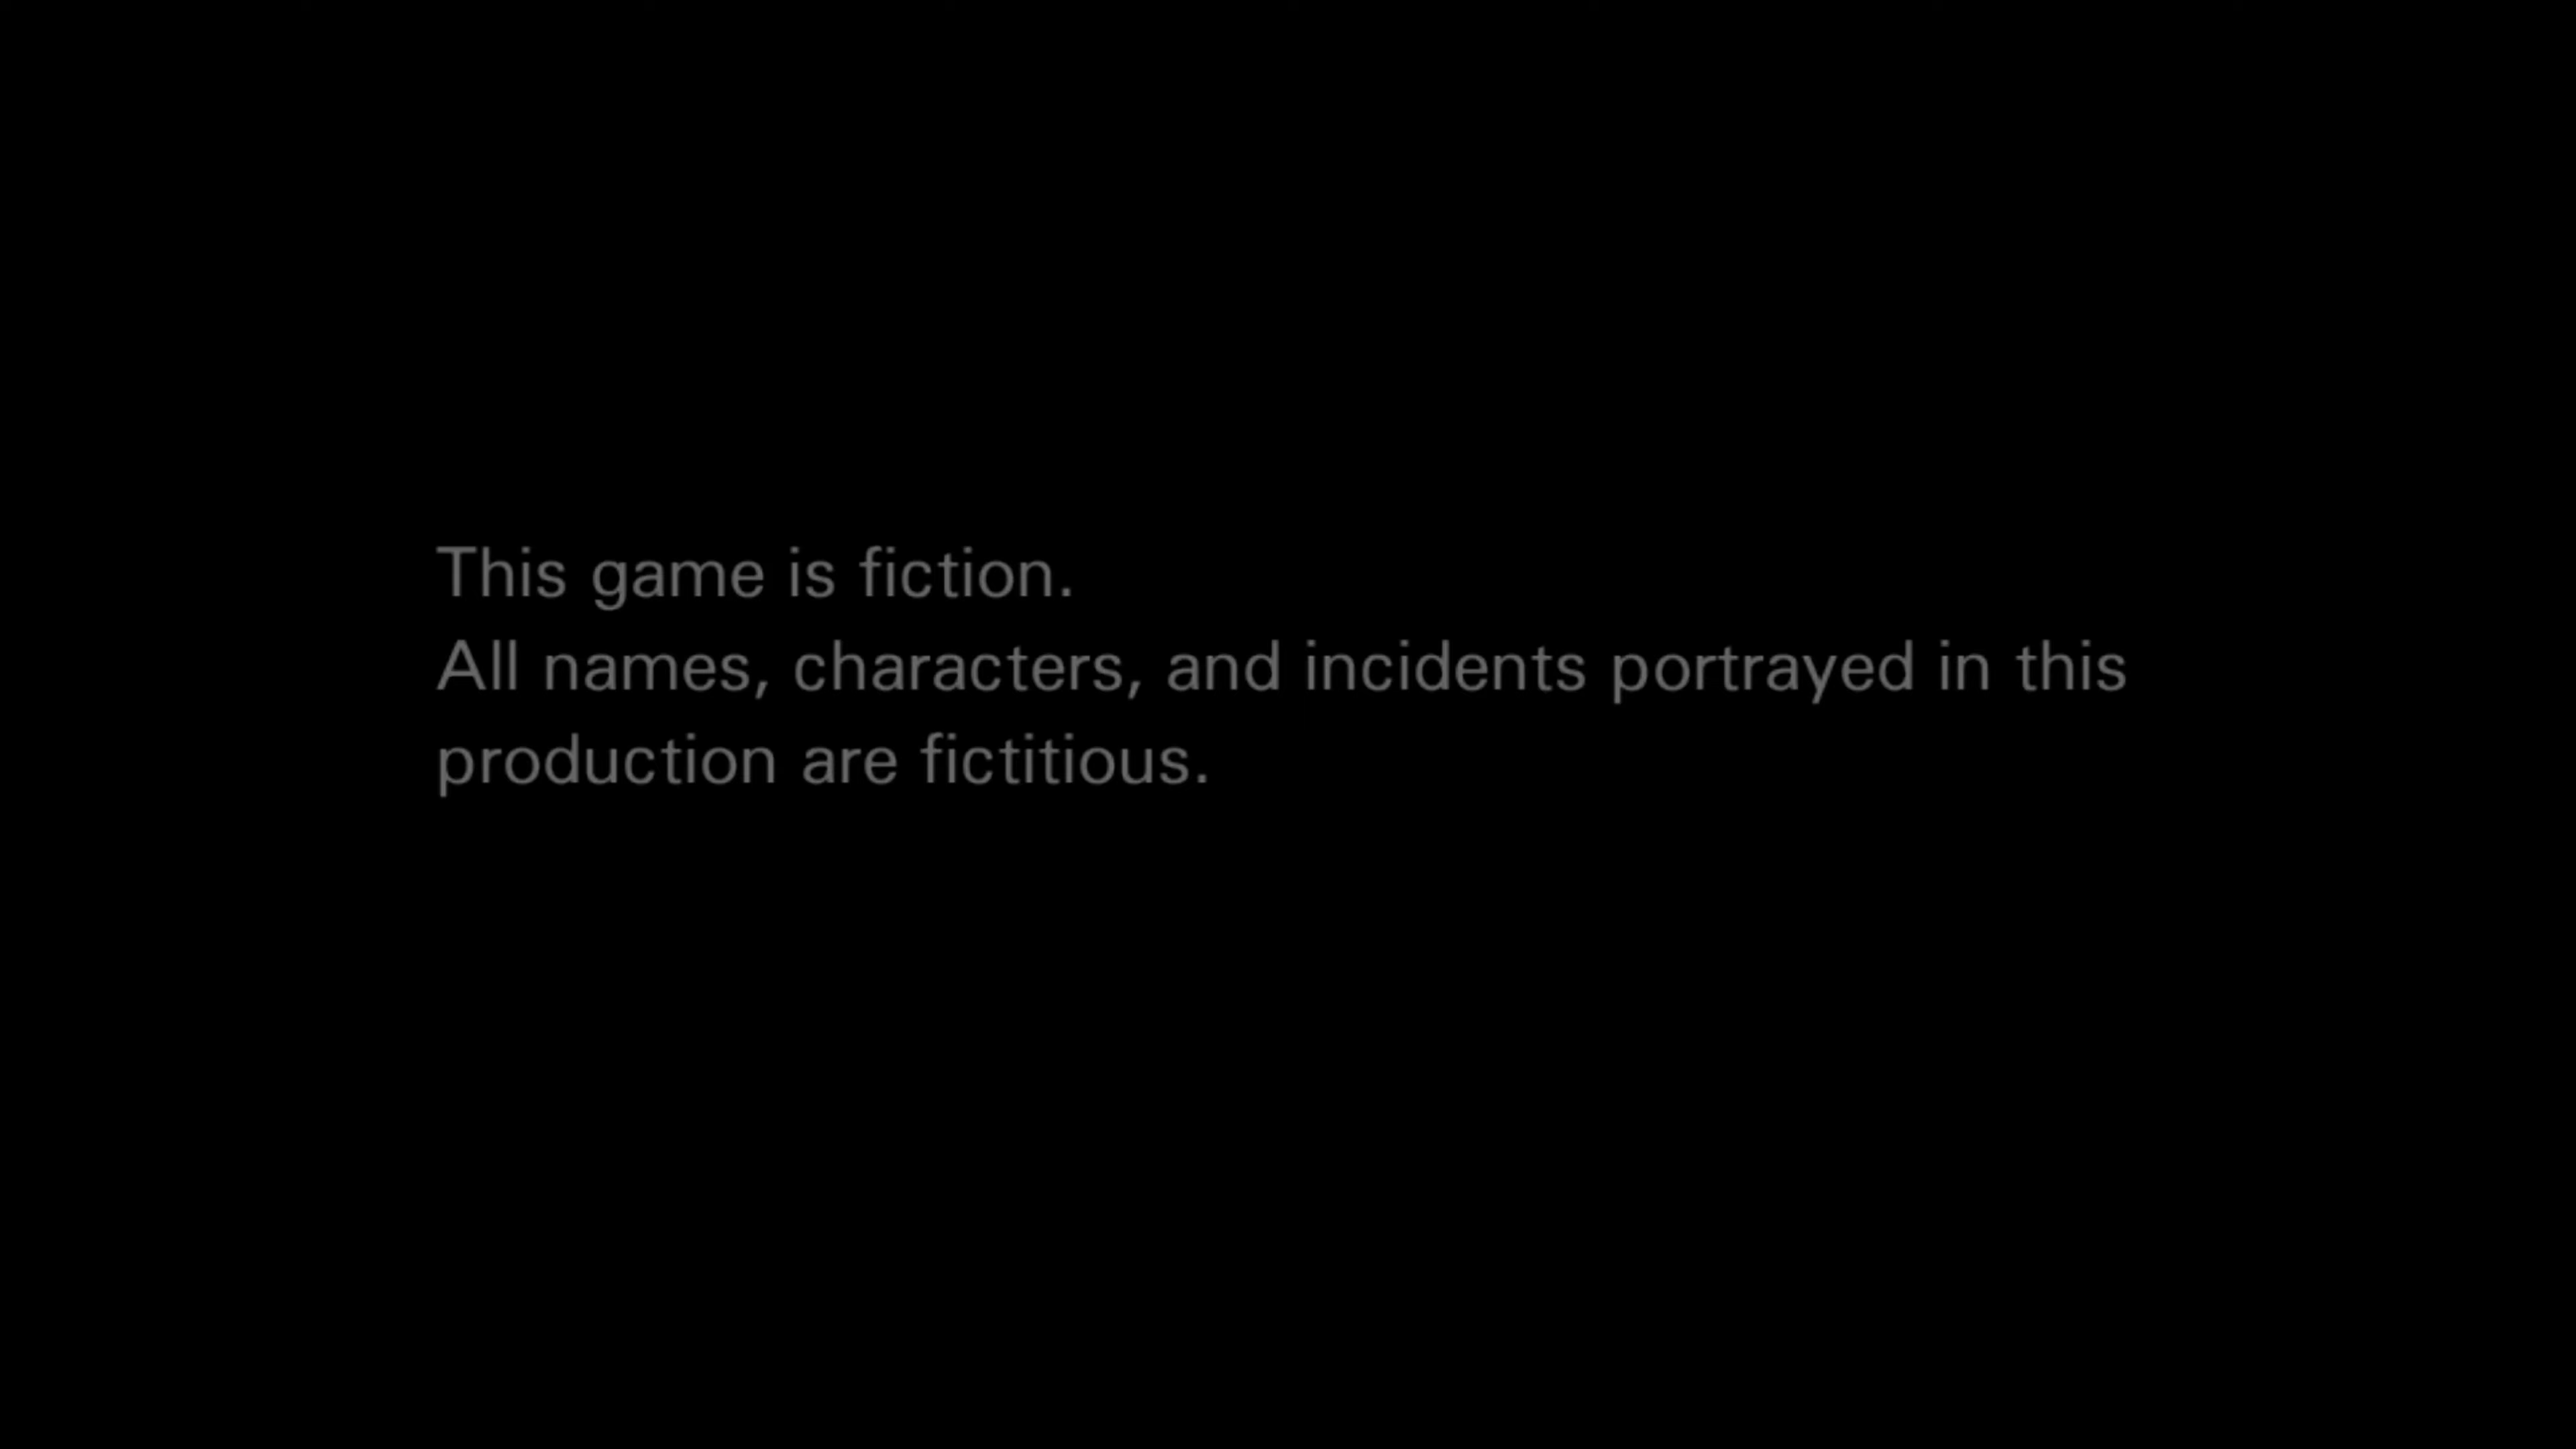 This game is fiction.
All names, characters, and incidents portrayed in this
production are fictitious.